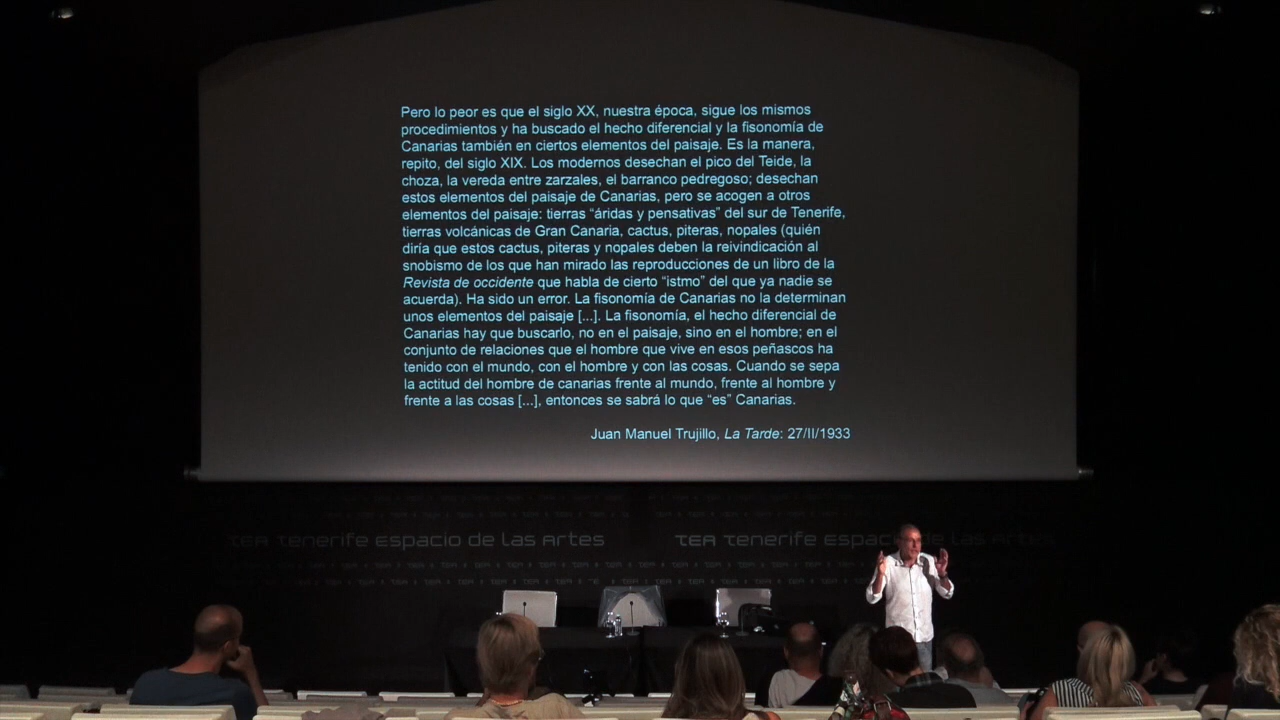 Pero lo peor es que el siglo XX, nuestra época, sigue los mismos
procedimientos y ha buscado el hecho diferencial y la fisonomía de
Canarias también en ciertos elementos del paisaje. Es la manera,
repito, del siglo XIX. Los modernos desechan el pico del Teide, la
choza, la vereda entre zarzales, el barranco pedregoso; desechan
estos elementos del paisaje de Canarias, pero se acogen a otros
elementos del paisaje: tierras “áridas y pensativas” del sur de Tenerife,
tierras volcánicas de Gran Canaria, cactus, piteras, nopales (quién
diría que estos cactus, piteras y nopales deben la reivindicación al
snobismo de los que han mirado las reproducciones de un libro de la
Revista de occidente que habla de cierto “istmo” del que ya nadie se
acuerda). Ha sido un error. La fisonomía de Canarias no la determinan
unos elementos del paisaje [...]. La fisonomía, el hecho diferencial de
Canarias hay que buscarlo, no en el paisaje, sino en el hombre; en el
conjunto de relaciones que el hombre que vive en esos peñascos ha
tenido con el mundo, con el hombre y con las cosas. Cuando se sepa
la actitud del hombre de canarias frente al mundo, frente al hombre y
frente a las cosas [...], entonces se sabrá lo que “es” Canarias.
Juan Manuel Trujillo, La Tarde: 27/II/1933
TEA Tenerife Espacio de las Artes TEA Tenerife Espacio de las Artes